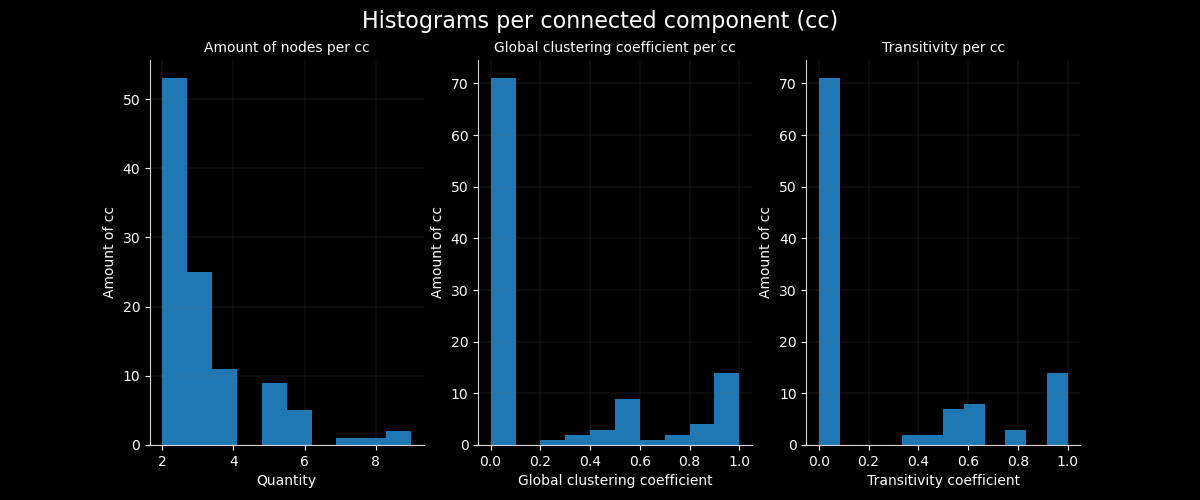 Histograms per connected component (cc)
Amount of nodes per cc
Global clustering coefficient per cc
Transitivity per cc
Amount of cc
50
40
30
20
10
0
2 4 6 8
Quantity
Amount of cc
70
60
50
40
30
20
10
0
0.0 0.2 0.4 0.6 0.8 1.0
Global clustering coefficient
Amount of cc
70
60
50
40
30
20
10
0
0.0 0.2 0.4 0.6 0.8 1.0
Transitivity coefficient